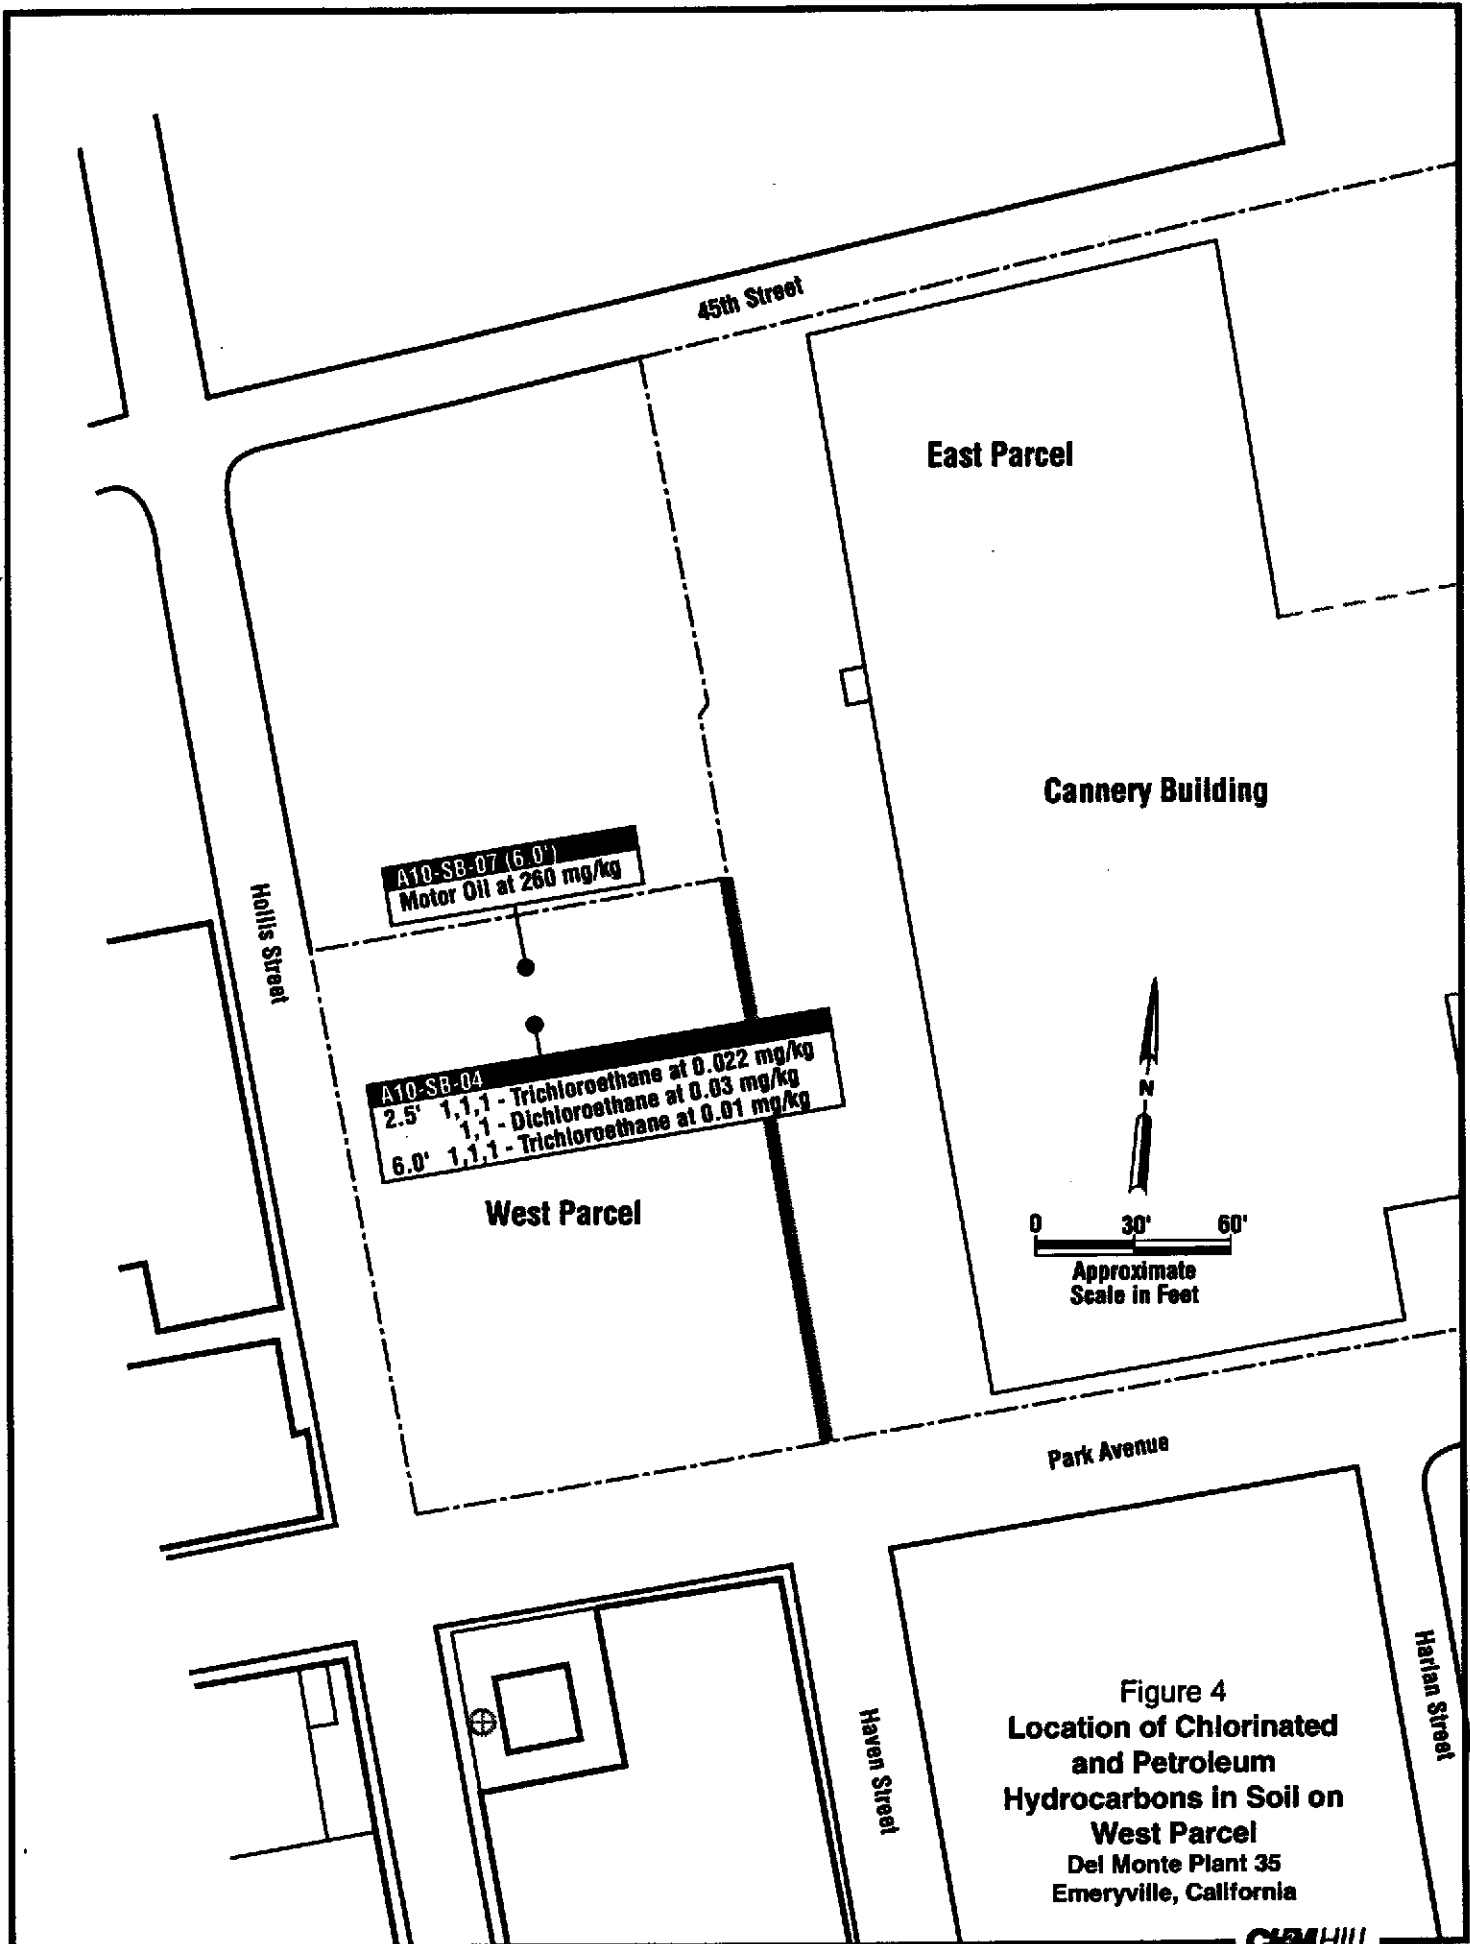 45th Street
East Parcel
Cannery Building
A10-SB-07 (6.0')
Motor Oil at 260 mg/kg
Hollis Street
A10-SB-04
2.5' 1,1,1 - Trichloroethane at 0.022 mg/kg
1,1 - Dichloroethane at 0.03 mg/kg
6.0' 1,1,1 - Trichloroethane at 0.01 mg/kg
West Parcel
N
0 30' 60'
Approximate
Scale in Feet
Park Avenue
Haven Street
Harlan Street
Figure 4
Location of Chlorinated
and Petroleum
Hydrocarbons in Soil on
West Parcel
Del Monte Plant 35
Emeryville, California
CH2M HILL